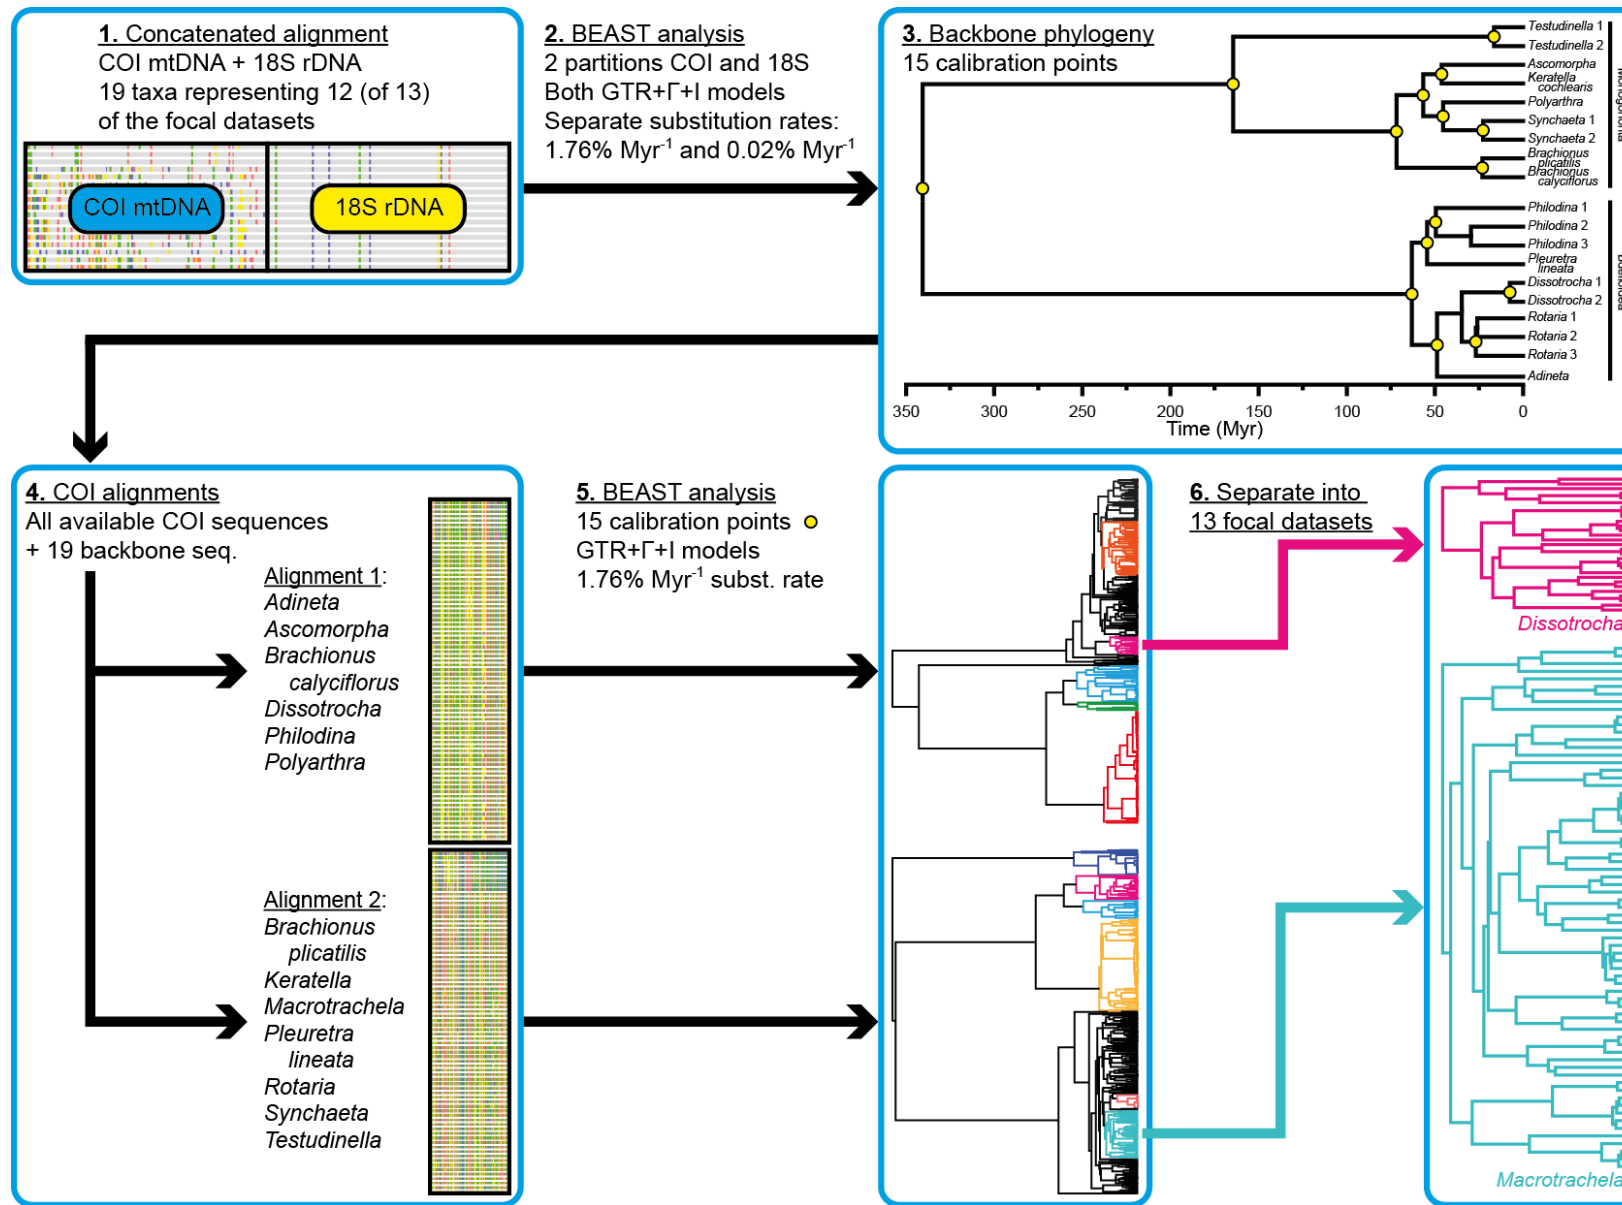 1. Concatenated alignment
COI mtDNA + 18S rDNA
19 taxa representing 12 (of 13)
of the focal datasets
COI mtDNA
18S rDNA
2. BEAST analysis
2 partitions COI and 18S
Both GTR+Γ+I models
Separate substitution rates:
1.76% Myr⁻¹ and 0.02% Myr⁻¹
3. Backbone phylogeny
15 calibration points
Testudinella 1
Testudinella 2
Ascomorpha
Keratella
cochlearis
Polyarthra
Synchaeta 1
Synchaeta 2
Brachionus
plicatilis
Brachionus
calyciflorus
Philodina 1
Philodina 2
Philodina 3
Pleuretra
lineata
Dissotrocha 1
Dissotrocha 2
Rotaria 1
Rotaria 2
Rotaria 3
Adineta
350 300 250 200 150 100 50 0
Time (Myr)
4. COI alignments
All available COI sequences
+ 19 backbone seq.
Alignment 1:
Adineta
Ascomorpha
Brachionus
calyciflorus
Dissotrocha
Philodina
Polyarthra
Alignment 2:
Brachionus
plicatilis
Keratella
Macrotrachela
Pleuretra
lineata
Rotaria
Synchaeta
Testudinella
5. BEAST analysis
15 calibration points
GTR+Γ+I models
1.76% Myr⁻¹ subst. rate
6. Separate into
13 focal datasets
Dissotrocha
Macrotrachela